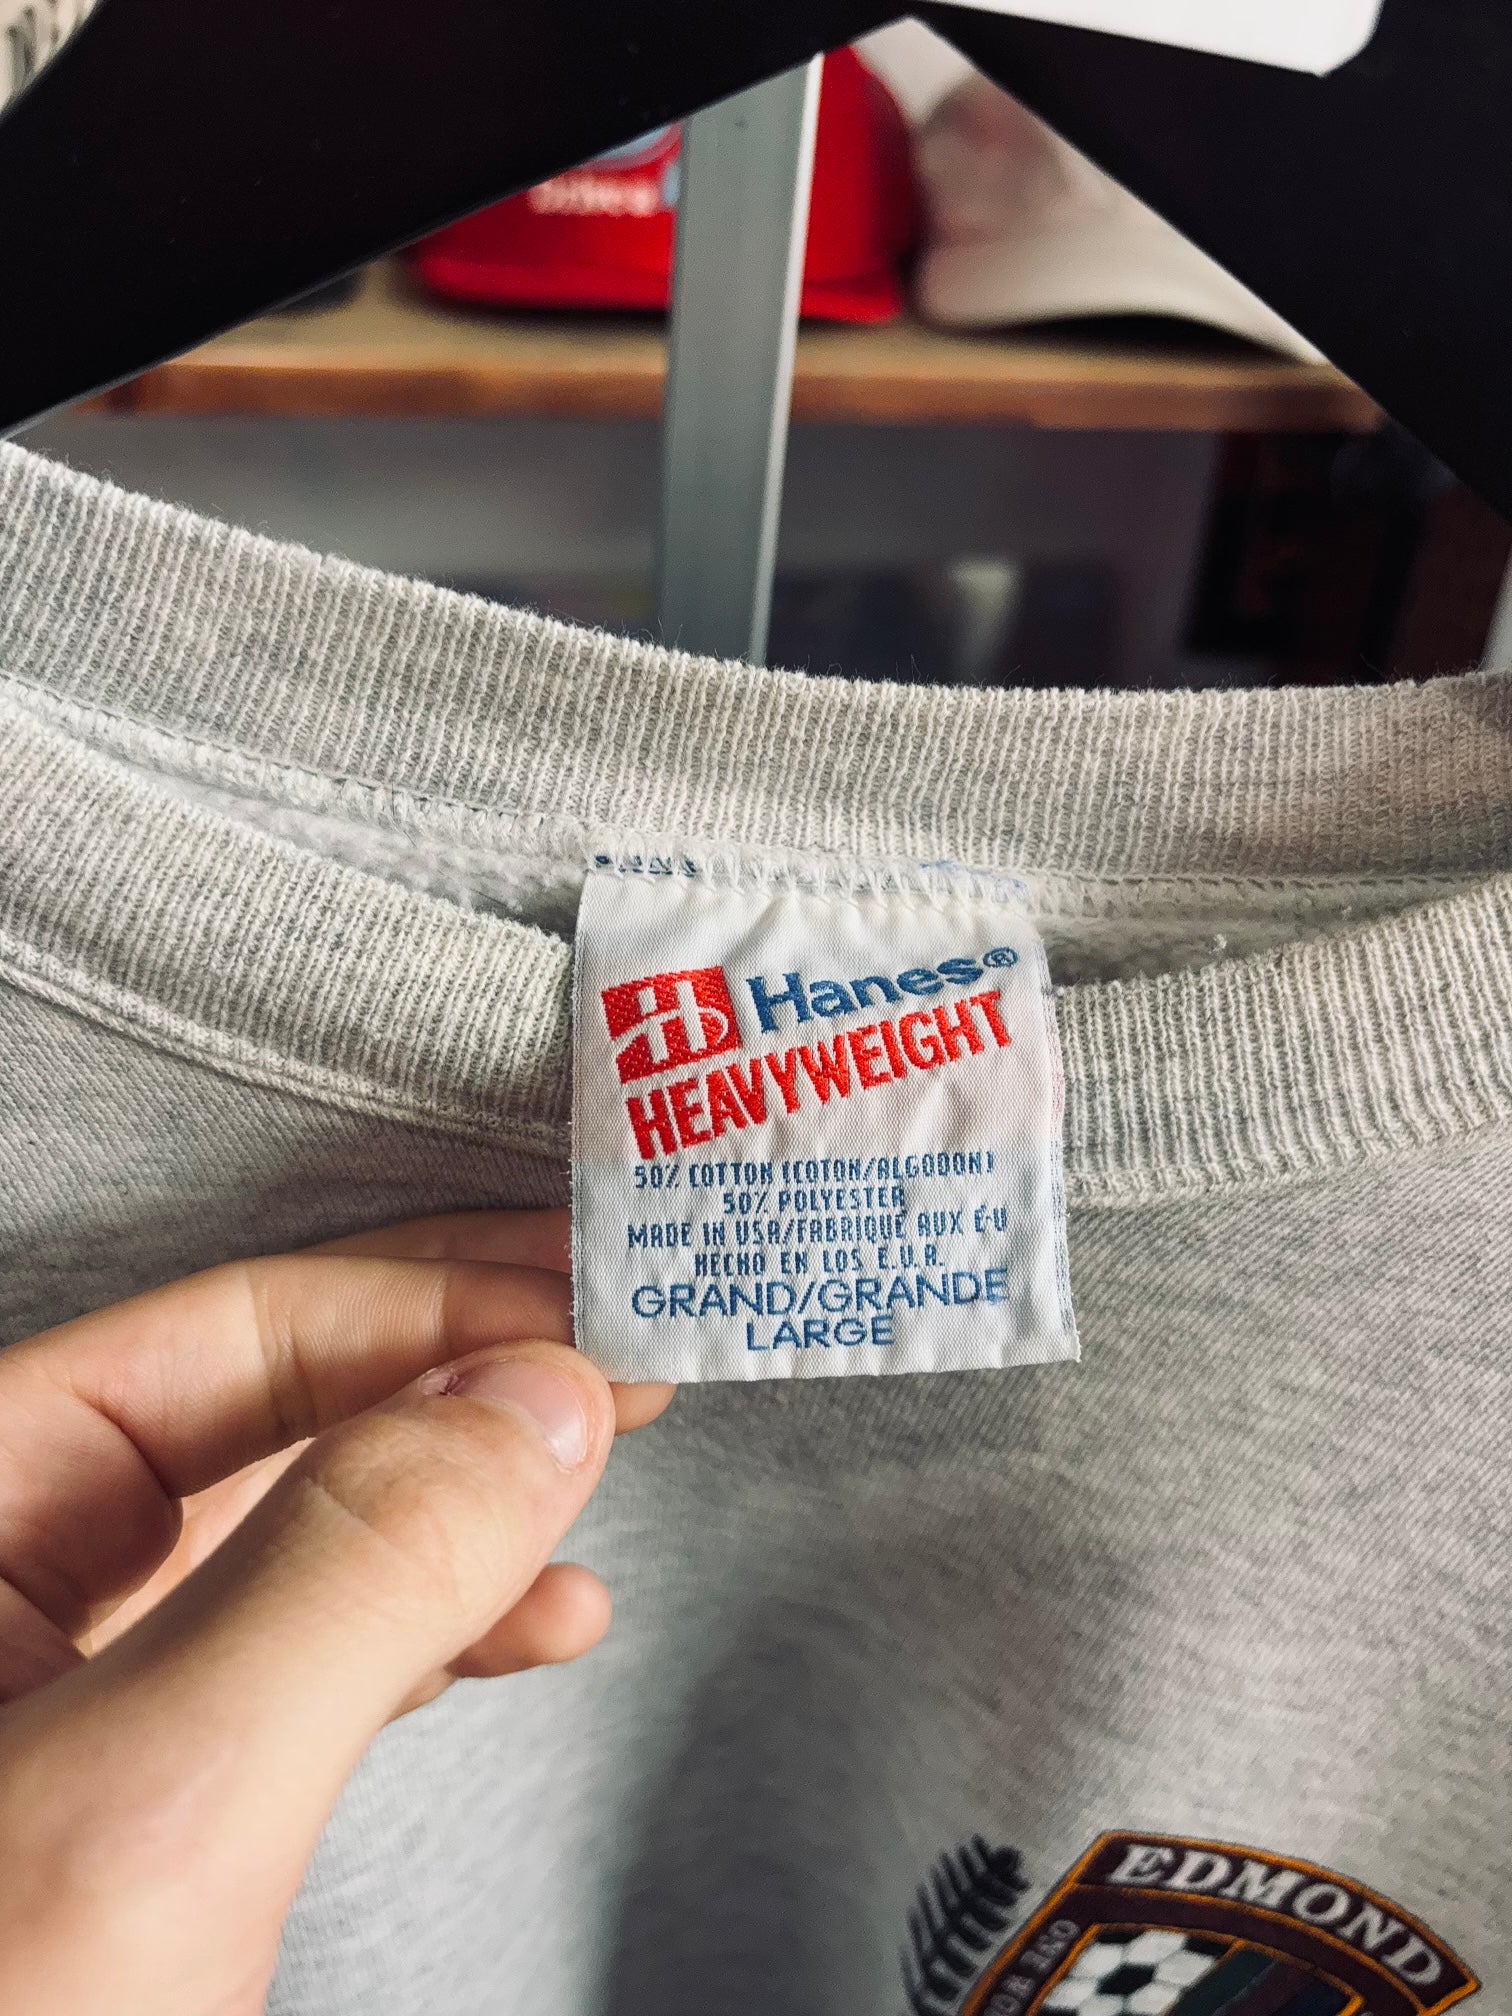 Hanes®
HEAVYWEIGHT
50% COTTON (COTON/ALGODON)
50% POLYESTER
MADE IN USA/FABRIQUÉ AUX É-U
HECHO EN LOS E.U.A.
GRAND/GRANDE
LARGE
EDMOND